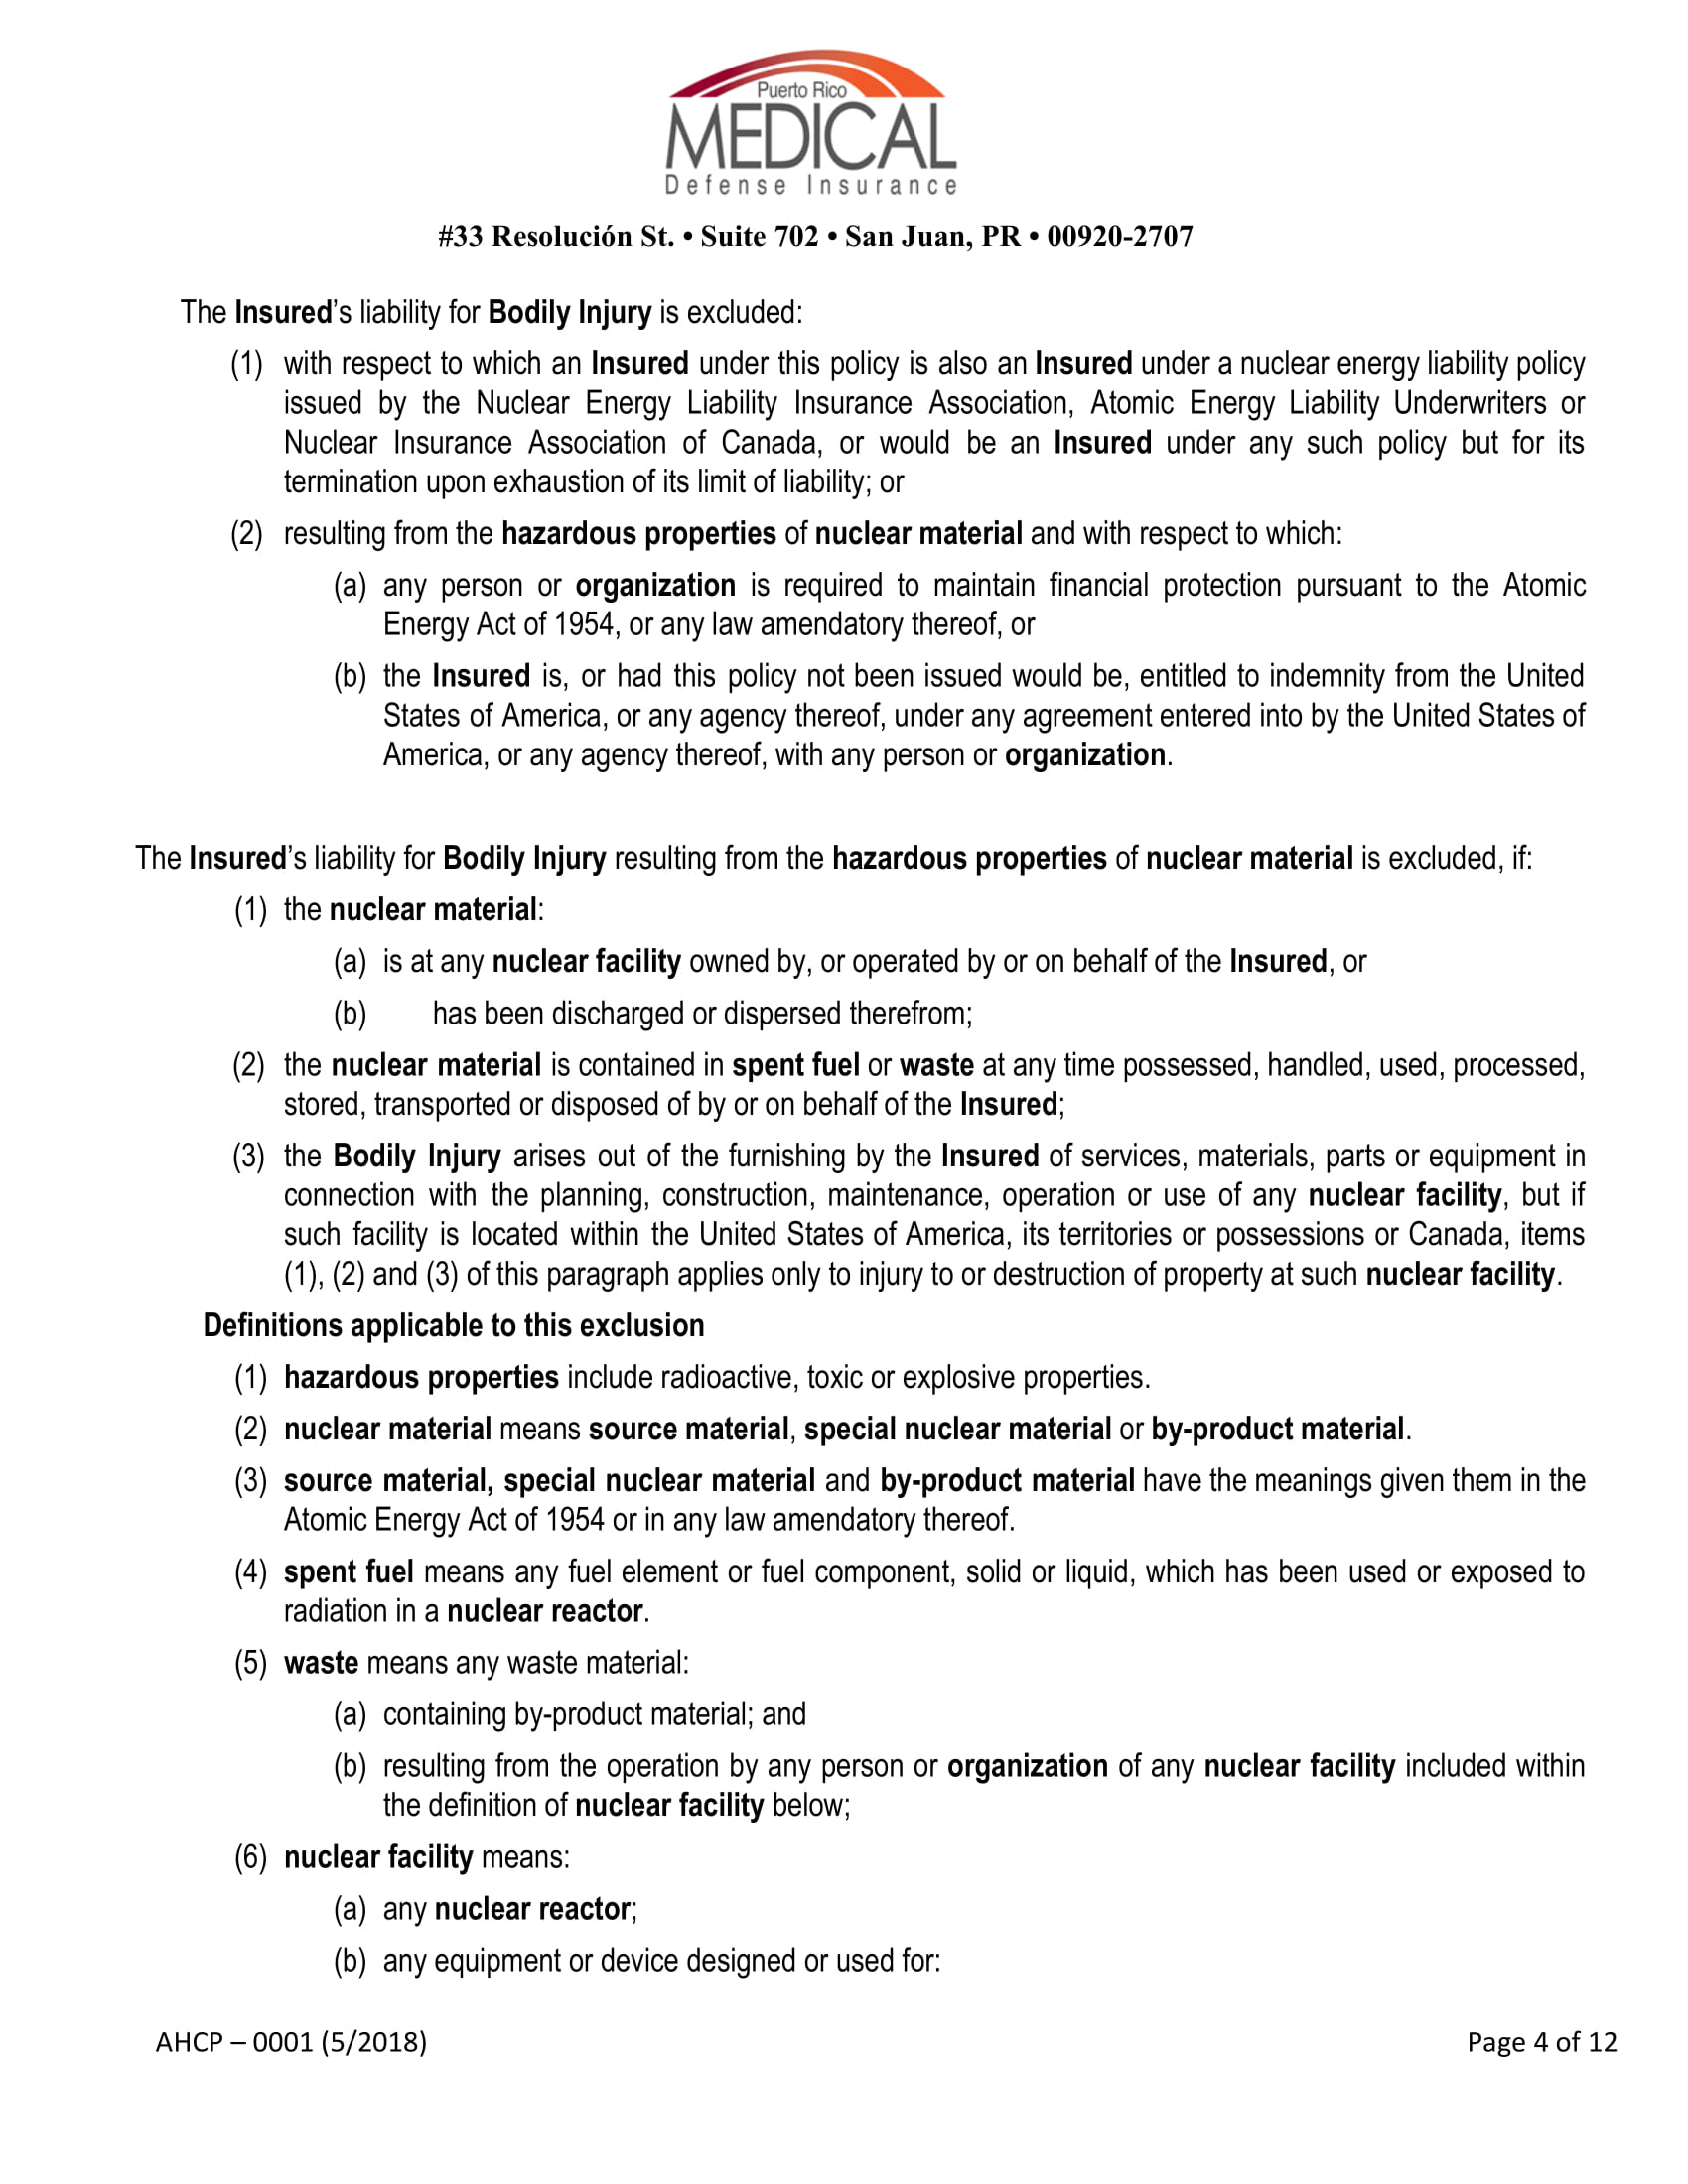 Puerto Rico
MEDICAL
Defense Insurance
#33 Resolución St. • Suite 702 • San Juan, PR • 00920-2707
The Insured's liability for Bodily Injury is excluded:
(1) with respect to which an Insured under this policy is also an Insured under a nuclear energy liability policy
issued by the Nuclear Energy Liability Insurance Association, Atomic Energy Liability Underwriters or
Nuclear Insurance Association of Canada, or would be an Insured under any such policy but for its
termination upon exhaustion of its limit of liability; or
(2) resulting from the hazardous properties of nuclear material and with respect to which:
(a) any person or organization is required to maintain financial protection pursuant to the Atomic
Energy Act of 1954, or any law amendatory thereof, or
(b) the Insured is, or had this policy not been issued would be, entitled to indemnity from the United
States of America, or any agency thereof, under any agreement entered into by the United States of
America, or any agency thereof, with any person or organization.
The Insured's liability for Bodily Injury resulting from the hazardous properties of nuclear material is excluded, if:
(1) the nuclear material:
(a) is at any nuclear facility owned by, or operated by or on behalf of the Insured, or
(b) has been discharged or dispersed therefrom;
(2) the nuclear material is contained in spent fuel or waste at any time possessed, handled, used, processed,
stored, transported or disposed of by or on behalf of the Insured;
(3) the Bodily Injury arises out of the furnishing by the Insured of services, materials, parts or equipment in
connection with the planning, construction, maintenance, operation or use of any nuclear facility, but if
such facility is located within the United States of America, its territories or possessions or Canada, items
(1), (2) and (3) of this paragraph applies only to injury to or destruction of property at such nuclear facility.
Definitions applicable to this exclusion
(1) hazardous properties include radioactive, toxic or explosive properties.
(2) nuclear material means source material, special nuclear material or by-product material.
(3) source material, special nuclear material and by-product material have the meanings given them in the
Atomic Energy Act of 1954 or in any law amendatory thereof.
(4) spent fuel means any fuel element or fuel component, solid or liquid, which has been used or exposed to
radiation in a nuclear reactor.
(5) waste means any waste material:
(a) containing by-product material; and
(b) resulting from the operation by any person or organization of any nuclear facility included within
the definition of nuclear facility below;
(6) nuclear facility means:
(a) any nuclear reactor;
(b) any equipment or device designed or used for:
AHCP – 0001 (5/2018)
Page 4 of 12